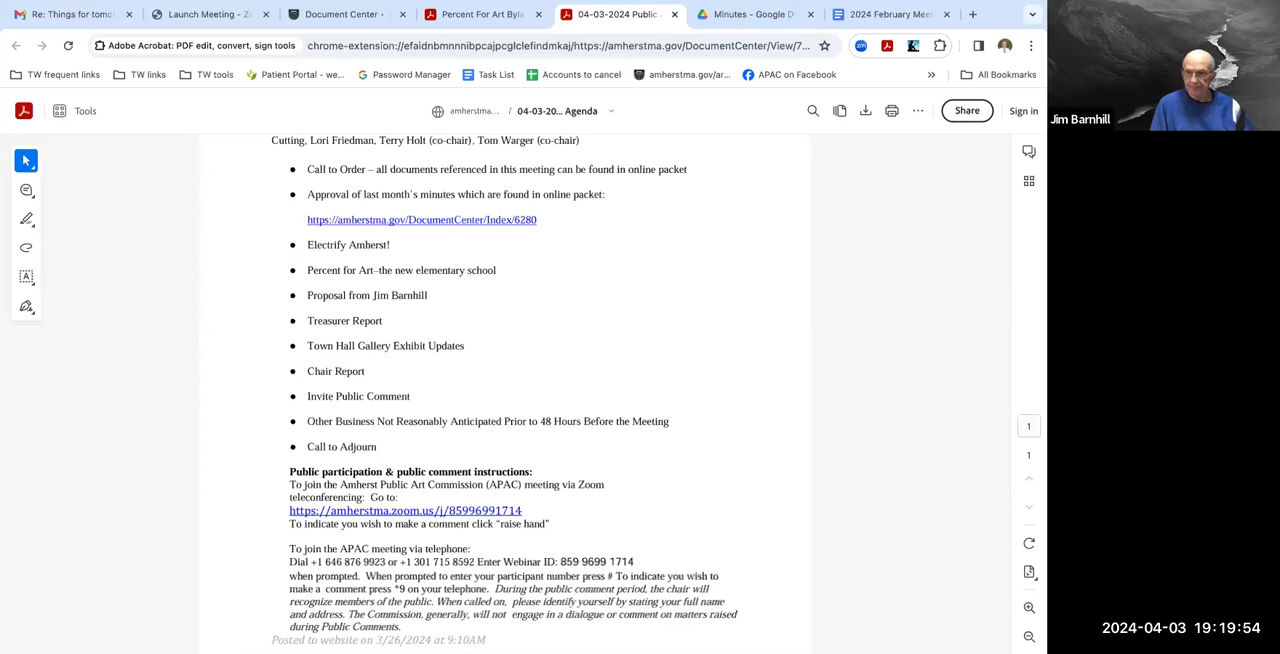 Re: Things for tomo
Launch Meeting - Z
Document Center
Percent For Art Byla
04-03-2024 Public
Minutes - Google D
2024 February Mee
Adobe Acrobat: PDF edit, convert, sign tools
chrome-extension://efaidnbmnnnibpcajpcglclefindmkaj/https://amherstma.gov/DocumentCenter/View/7...
TW frequent links
TW links
TW tools
Patient Portal - we...
Password Manager
Task List
Accounts to cancel
amherstma.gov/ar...
APAC on Facebook
All Bookmarks
Tools
amherstma... / 04-03-20... Agenda
Share
Sign in
Jim Barnhill
Cutting, Lori Friedman, Terry Holt (co-chair), Tom Warger (co-chair)
● Call to Order – all documents referenced in this meeting can be found in online packet
● Approval of last month's minutes which are found in online packet:
https://amherstma.gov/DocumentCenter/Index/6280
● Electrify Amherst!
● Percent for Art–the new elementary school
● Proposal from Jim Barnhill
● Treasurer Report
● Town Hall Gallery Exhibit Updates
● Chair Report
● Invite Public Comment
● Other Business Not Reasonably Anticipated Prior to 48 Hours Before the Meeting
● Call to Adjourn
Public participation & public comment instructions:
To join the Amherst Public Art Commission (APAC) meeting via Zoom
teleconferencing: Go to:
https://amherstma.zoom.us/j/85996991714
To indicate you wish to make a comment click "raise hand"
To join the APAC meeting via telephone:
Dial +1 646 876 9923 or +1 301 715 8592 Enter Webinar ID: 859 9699 1714
when prompted. When prompted to enter your participant number press # To indicate you wish to
make a comment press *9 on your telephone. During the public comment period, the chair will
recognize members of the public. When called on, please identify yourself by stating your full name
and address. The Commission, generally, will not engage in a dialogue or comment on matters raised
during Public Comments.
Posted to website on 3/26/2024 at 9:10AM
1
1
2024-04-03 19:19:54